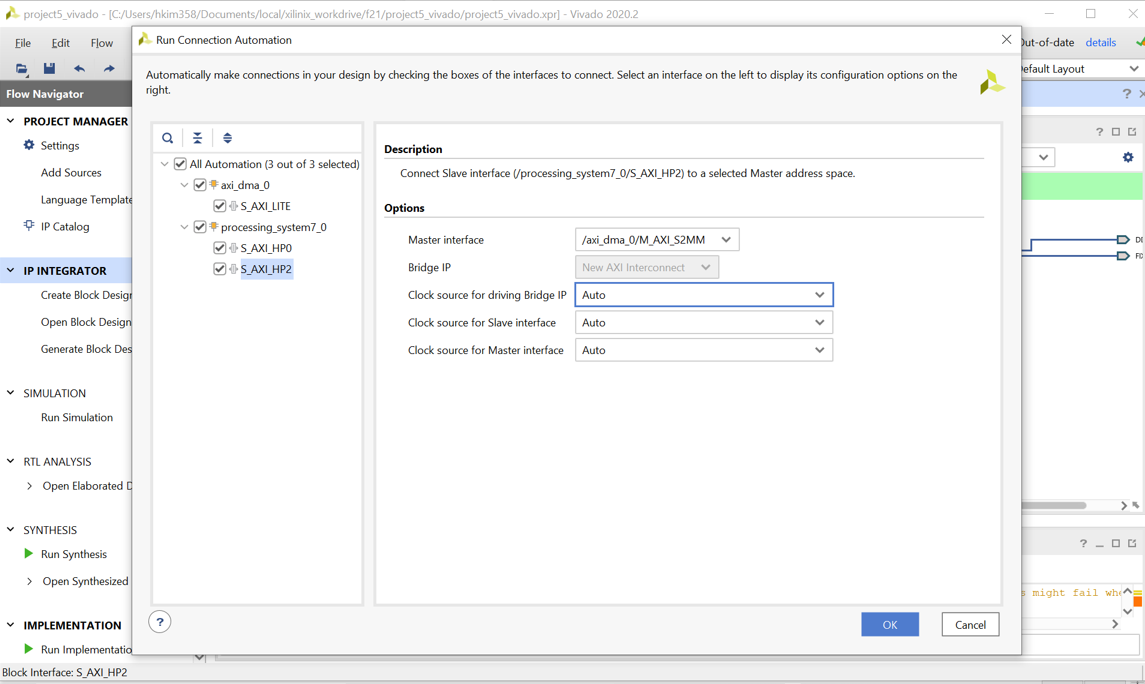 project5_vivado - [C:/Users/hkim358/Documents/local/xilinix_workdrive/f21/project5_vivado/project5_vivado.xpr] - Vivado 2020.2
File Edit Flow
Out-of-date details
Default Layout
Flow Navigator
PROJECT MANAGER
Settings
Add Sources
Language Template
IP Catalog
IP INTEGRATOR
Create Block Design
Open Block Design
Generate Block Des
SIMULATION
Run Simulation
RTL ANALYSIS
Open Elaborated D
SYNTHESIS
Run Synthesis
Open Synthesized
IMPLEMENTATION
Run Implementatio
Block Interface: S_AXI_HP2
Run Connection Automation
Automatically make connections in your design by checking the boxes of the interfaces to connect. Select an interface on the left to display its configuration options on the
right.
All Automation (3 out of 3 selected)
axi_dma_0
S_AXI_LITE
processing_system7_0
S_AXI_HP0
S_AXI_HP2
Description
Connect Slave interface (/processing_system7_0/S_AXI_HP2) to a selected Master address space.
Options
Master interface /axi_dma_0/M_AXI_S2MM
Bridge IP New AXI Interconnect
Clock source for driving Bridge IP Auto
Clock source for Slave interface Auto
Clock source for Master interface Auto
? OK Cancel
s might fail whe